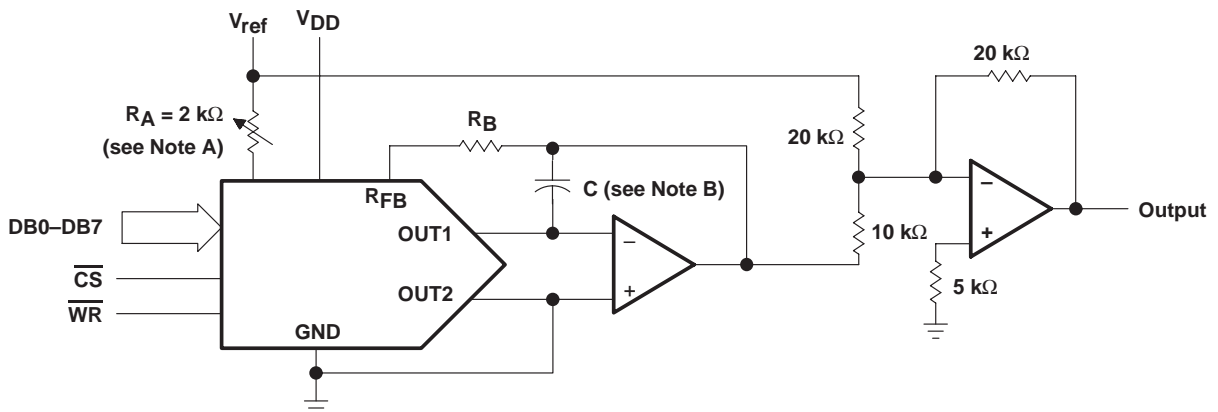 Vref
VDD
20 kΩ
RA = 2 kΩ
(see Note A)
RB
20 kΩ
RFB
C (see Note B)
–
Output
DB0–DB7
OUT1
–
10 kΩ
+
CS
OUT2
+
5 kΩ
WR
GND